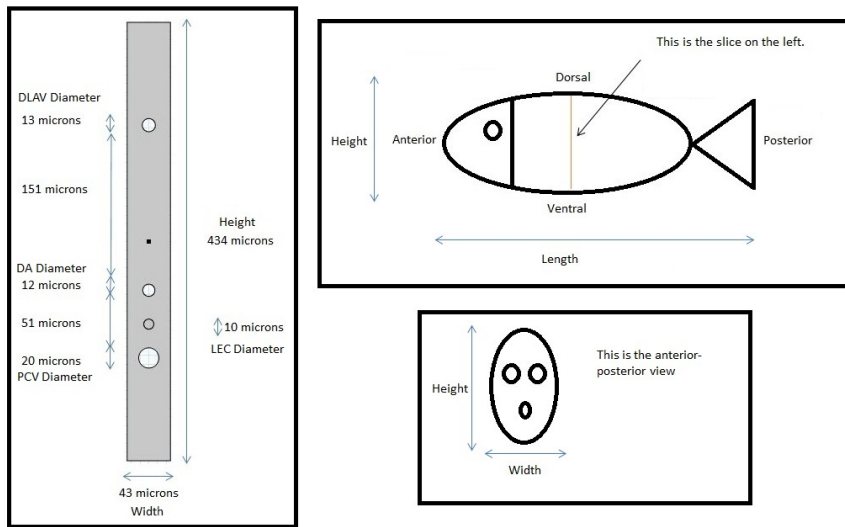 DLAV Diameter
13 microns
151 microns
Height
434 microns
DA Diameter
12 microns
51 microns
10 microns
LEC Diameter
20 microns
PCV Diameter
43 microns
Width
This is the slice on the left.
Dorsal
Height
Anterior
Posterior
Ventral
Length
This is the anterior-
posterior view
Height
Width